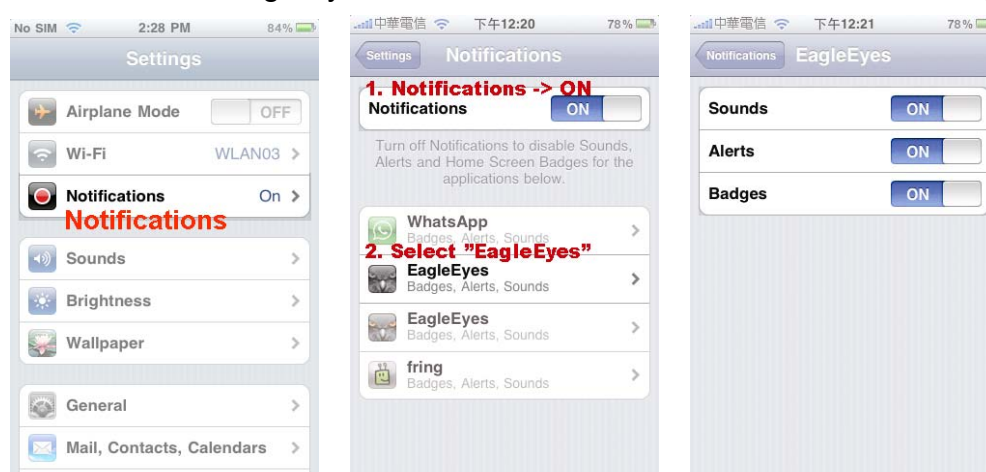 No SIM 2:28 PM 84%
Settings
Airplane Mode OFF
Wi-Fi WLAN03
Notifications On
Notifications
Sounds
Brightness
Wallpaper
General
Mail, Contacts, Calendars
中華電信 下午12:20 78%
Settings Notifications
1. Notifications -> ON
Notifications ON
Turn off Notifications to disable Sounds,
Alerts and Home Screen Badges for the
applications below.
WhatsApp
Badges, Alerts, Sounds
2. Select ”EagleEyes”
EagleEyes
Badges, Alerts, Sounds
EagleEyes
Badges, Alerts, Sounds
fring
Badges, Alerts, Sounds
中華電信 下午12:21 78%
Notifications EagleEyes
Sounds ON
Alerts ON
Badges ON